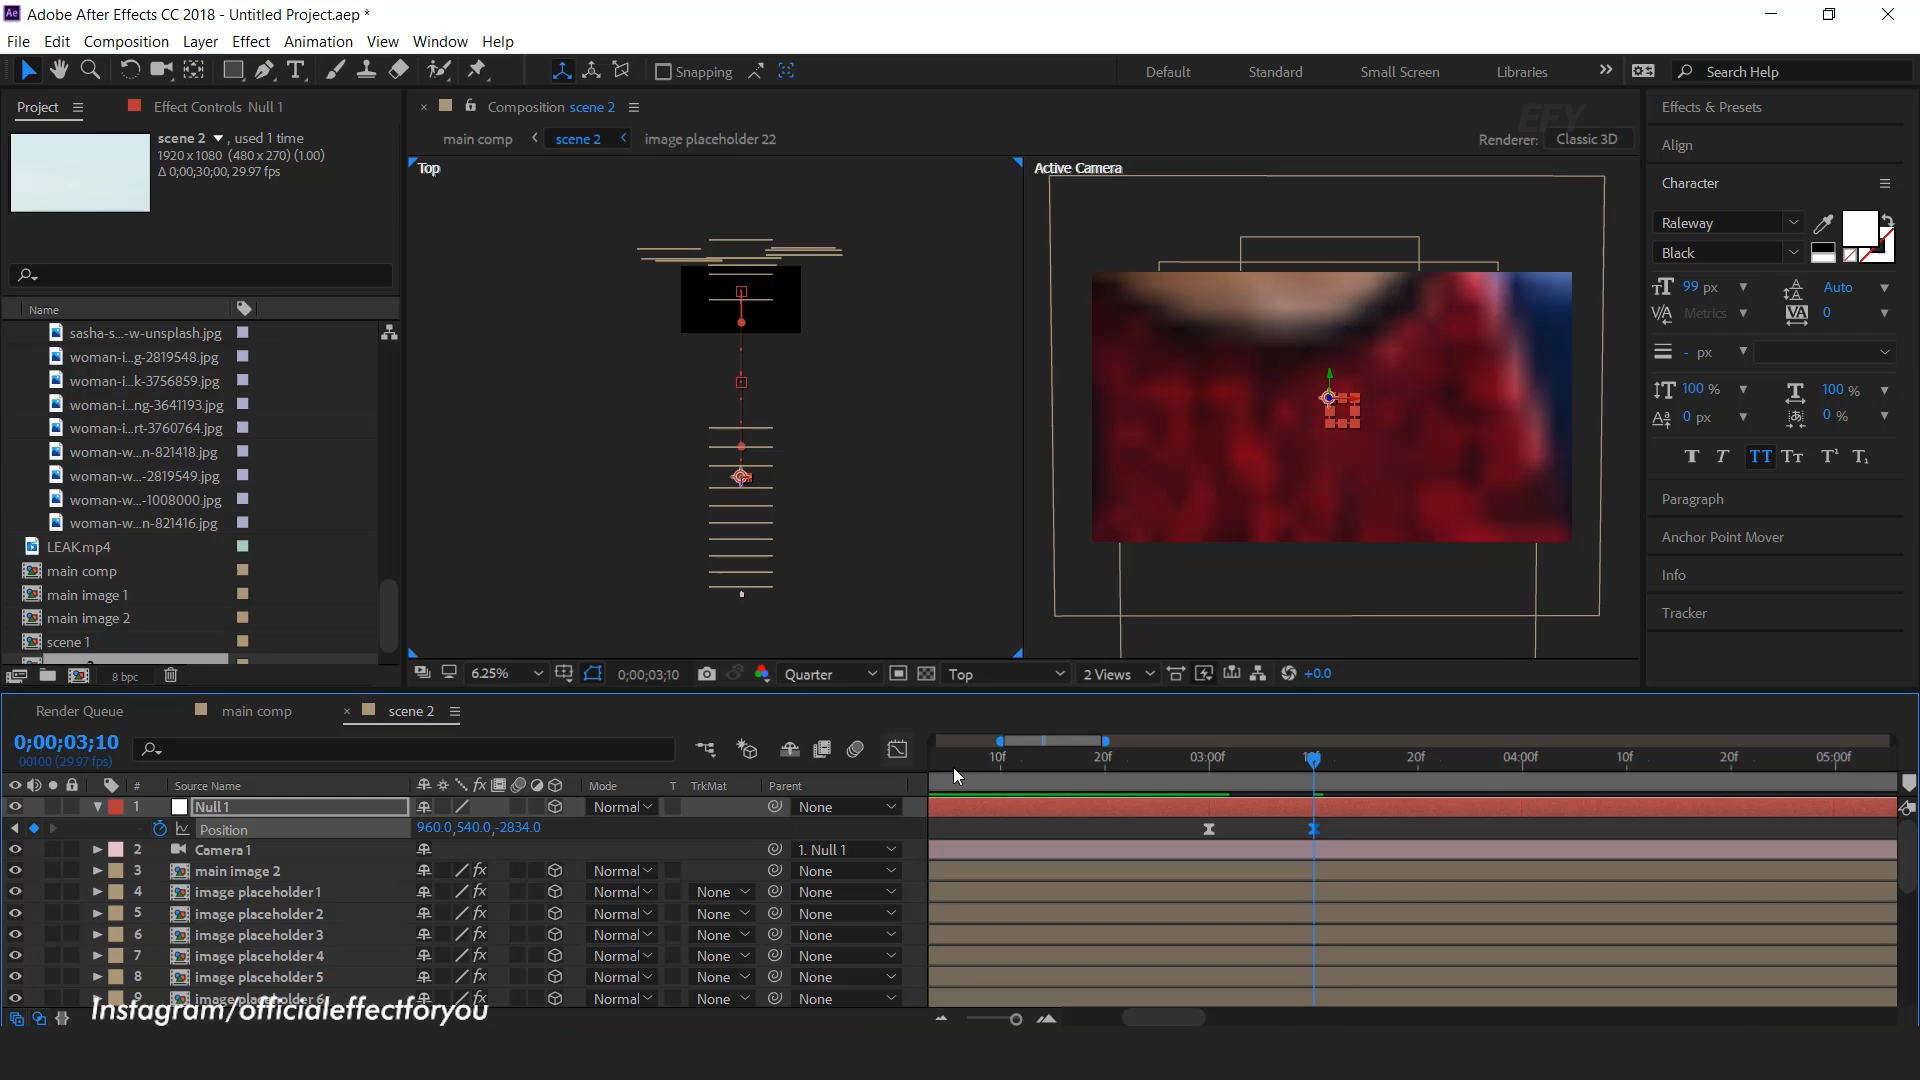 Adobe After Effects CC 2018 - Untitled Project.aep *
File Edit Composition Layer Effect Animation View Window Help
Snapping Default Standard Small Screen Libraries Search Help
Project Effect Controls Null 1
scene 2 , used 1 time
1920 x 1080 (480 x 270) (1.00)
Δ 0;00;30;00, 29.97 fps
Composition scene 2
main comp scene 2 image placeholder 22
EFY
Renderer: Classic 3D
Top
Active Camera
Name
sasha-s...-w-unsplash.jpg
woman-i...g-2819548.jpg
woman-i...k-3756859.jpg
woman-i...ng-3641193.jpg
woman-i...rt-3760764.jpg
woman-w...n-821418.jpg
woman-w...-2819549.jpg
woman-w...-1008000.jpg
woman-w...n-821416.jpg
LEAK.mp4
main comp
main image 1
main image 2
scene 1
8 bpc
6.25% 0;00;03;10 Quarter Top 2 Views +0.0
Effects & Presets
Align
Character
Raleway
Black
99 px Auto
Metrics 0
- px
100 % 100 %
0 px 0 %
Paragraph
Anchor Point Mover
Info
Tracker
Render Queue main comp scene 2
0;00;03;10
00100 (29.97 fps)
10f 20f 03:00f 10f 20f 04:00f 10f 20f 05:00f
# Source Name Mode T TrkMat Parent
1 Null 1 Normal None
Position 960.0,540.0,-2834.0
2 Camera 1 1. Null 1
3 main image 2 Normal None
4 image placeholder 1 Normal None None
5 image placeholder 2 Normal None None
6 image placeholder 3 Normal None None
7 image placeholder 4 Normal None None
8 image placeholder 5 Normal None None
9 image placeholder 6 Normal None None
Instagram/officialeffectforyou